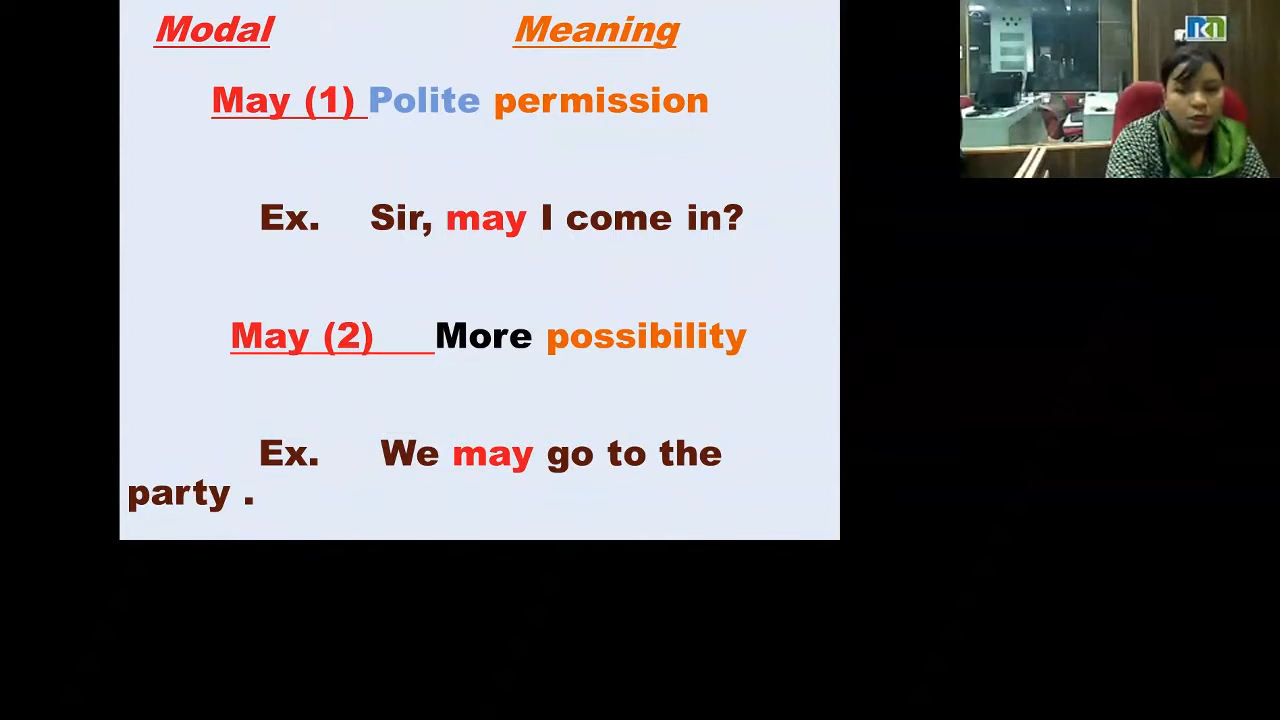 Modal Meaning
May (1) Polite permission
Ex. Sir, may I come in?
May (2) More possibility
Ex. We may go to the
party .